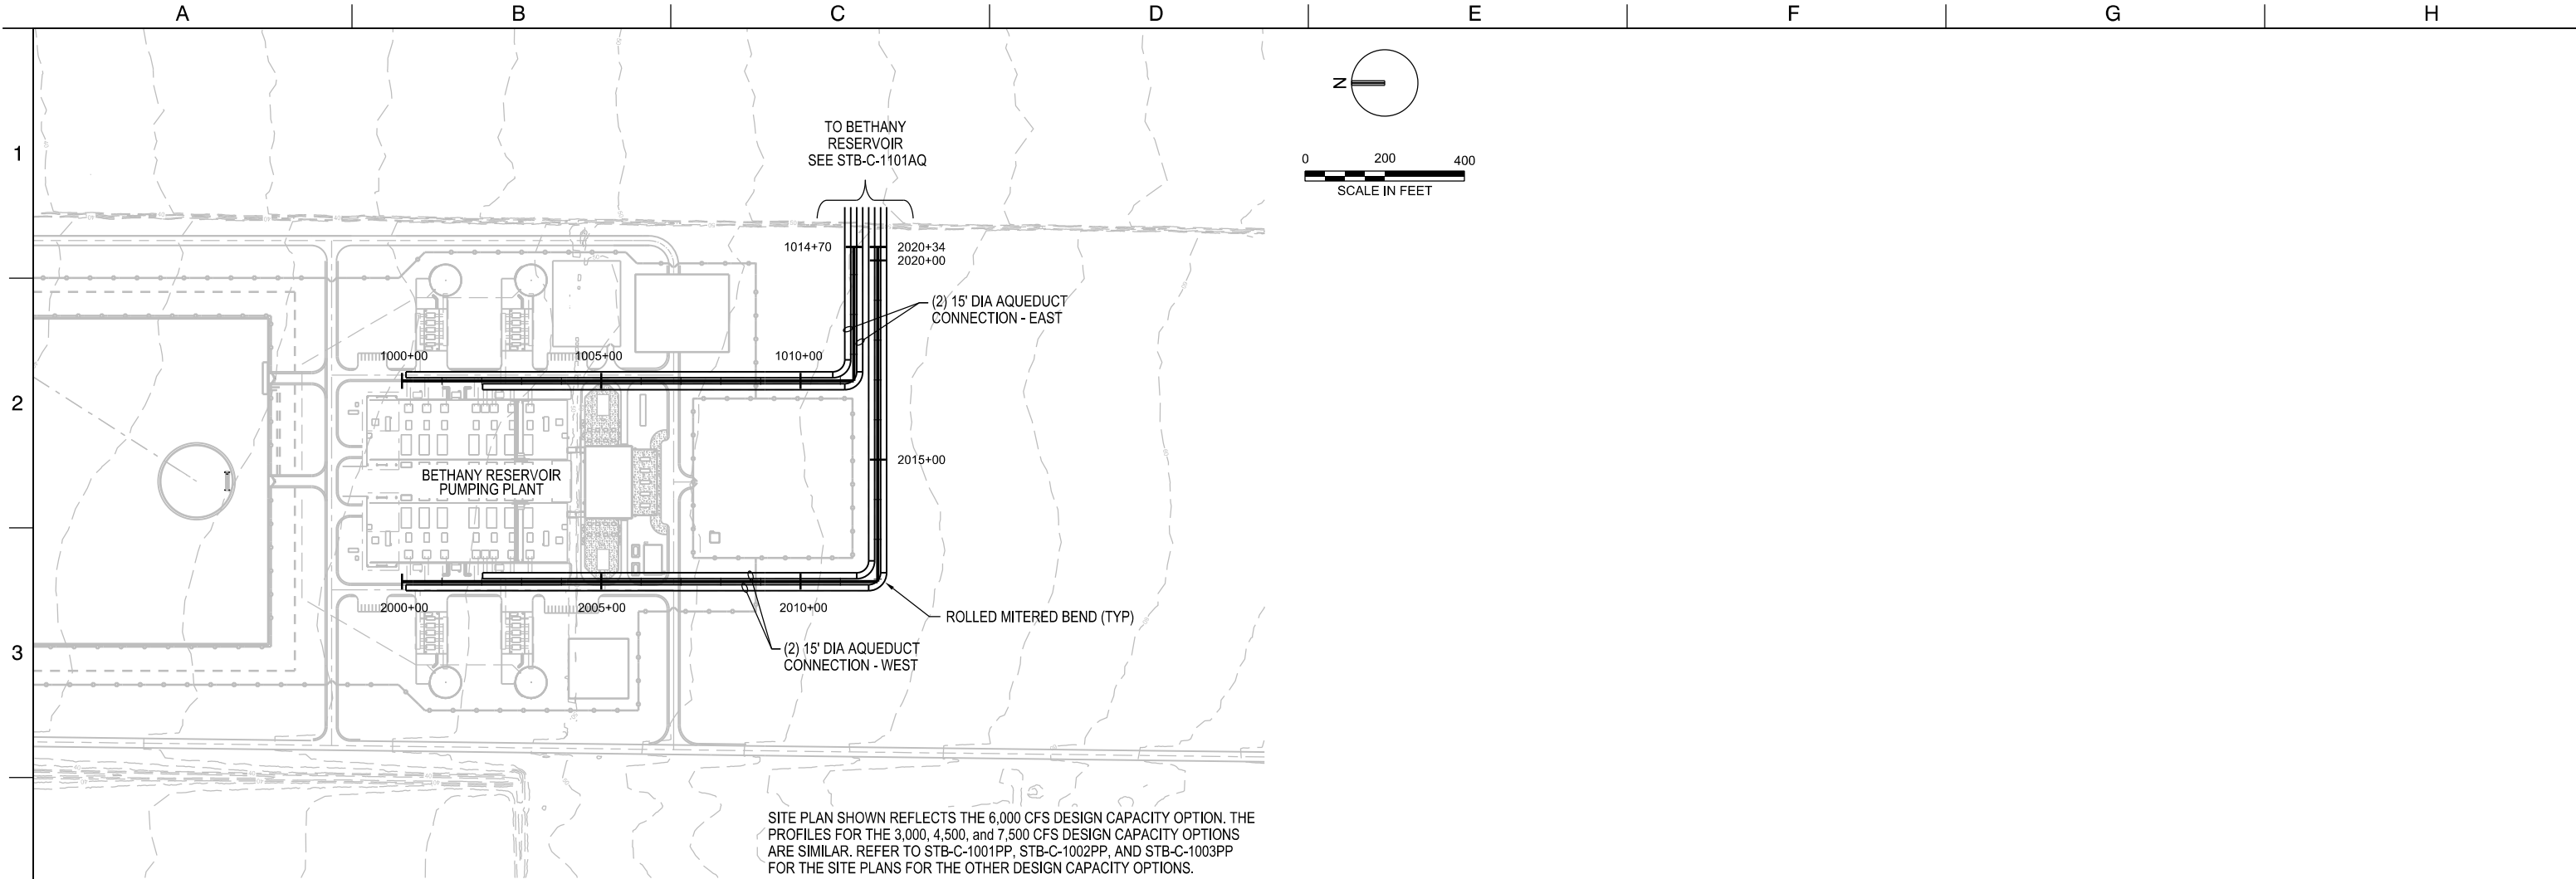 A B C D E F G H
1
2
3
N
0 200 400
SCALE IN FEET
TO BETHANY
RESERVOIR
SEE STB-C-1101AQ
1014+70
2020+34
2020+00
(2) 15' DIA AQUEDUCT
CONNECTION - EAST
1000+00 1005+00 1010+00
2015+00
BETHANY RESERVOIR
PUMPING PLANT
2000+00 2005+00 2010+00
ROLLED MITERED BEND (TYP)
(2) 15' DIA AQUEDUCT
CONNECTION - WEST
SITE PLAN SHOWN REFLECTS THE 6,000 CFS DESIGN CAPACITY OPTION. THE
PROFILES FOR THE 3,000, 4,500, and 7,500 CFS DESIGN CAPACITY OPTIONS
ARE SIMILAR. REFER TO STB-C-1001PP, STB-C-1002PP, AND STB-C-1003PP
FOR THE SITE PLANS FOR THE OTHER DESIGN CAPACITY OPTIONS.